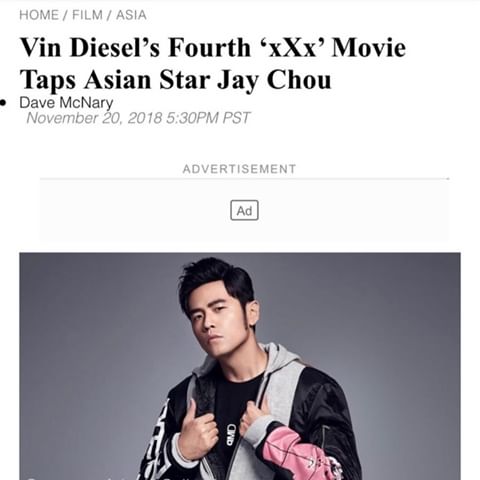 HOME / FILM / ASIA
Vin Diesel’s Fourth ‘xXx’ Movie
Taps Asian Star Jay Chou
Dave McNary
November 20, 2018 5:30PM PST
ADVERTISEMENT
Ad